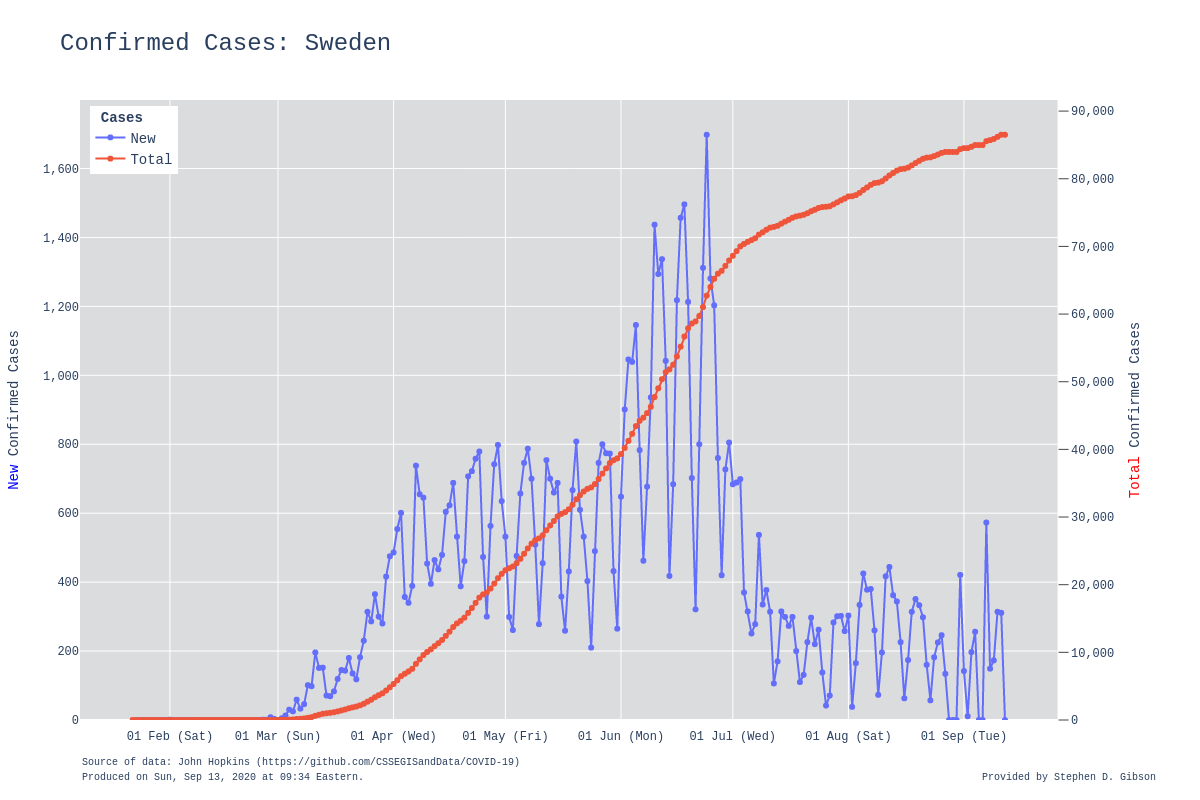 Confirmed Cases: Sweden
Cases
New
Total
90,000
80,000
70,000
60,000
50,000
40,000
30,000
20,000
10,000
0
1,600
1,400
1,200
1,000
800
600
400
200
0
New Confirmed Cases
Total Confirmed Cases
01 Feb (Sat) 01 Mar (Sun) 01 Apr (Wed) 01 May (Fri) 01 Jun (Mon) 01 Jul (Wed) 01 Aug (Sat) 01 Sep (Tue)
Source of data: John Hopkins (https://github.com/CSSEGISandData/COVID-19)
Produced on Sun, Sep 13, 2020 at 09:34 Eastern.
Provided by Stephen D. Gibson